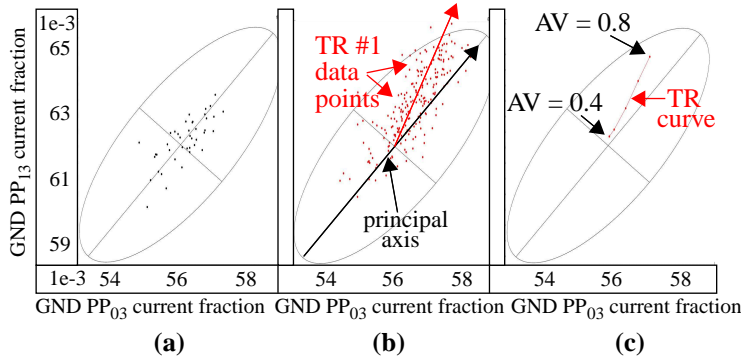 1e-3
65
63
61
59
GND PP13 current fraction
1e-3 54 56 58
GND PP03 current fraction
(a)
TR #1
data
points
principal
axis
54 56 58
GND PP03 current fraction
(b)
AV = 0.8
AV = 0.4
TR
curve
54 56 58
GND PP03 current fraction
(c)